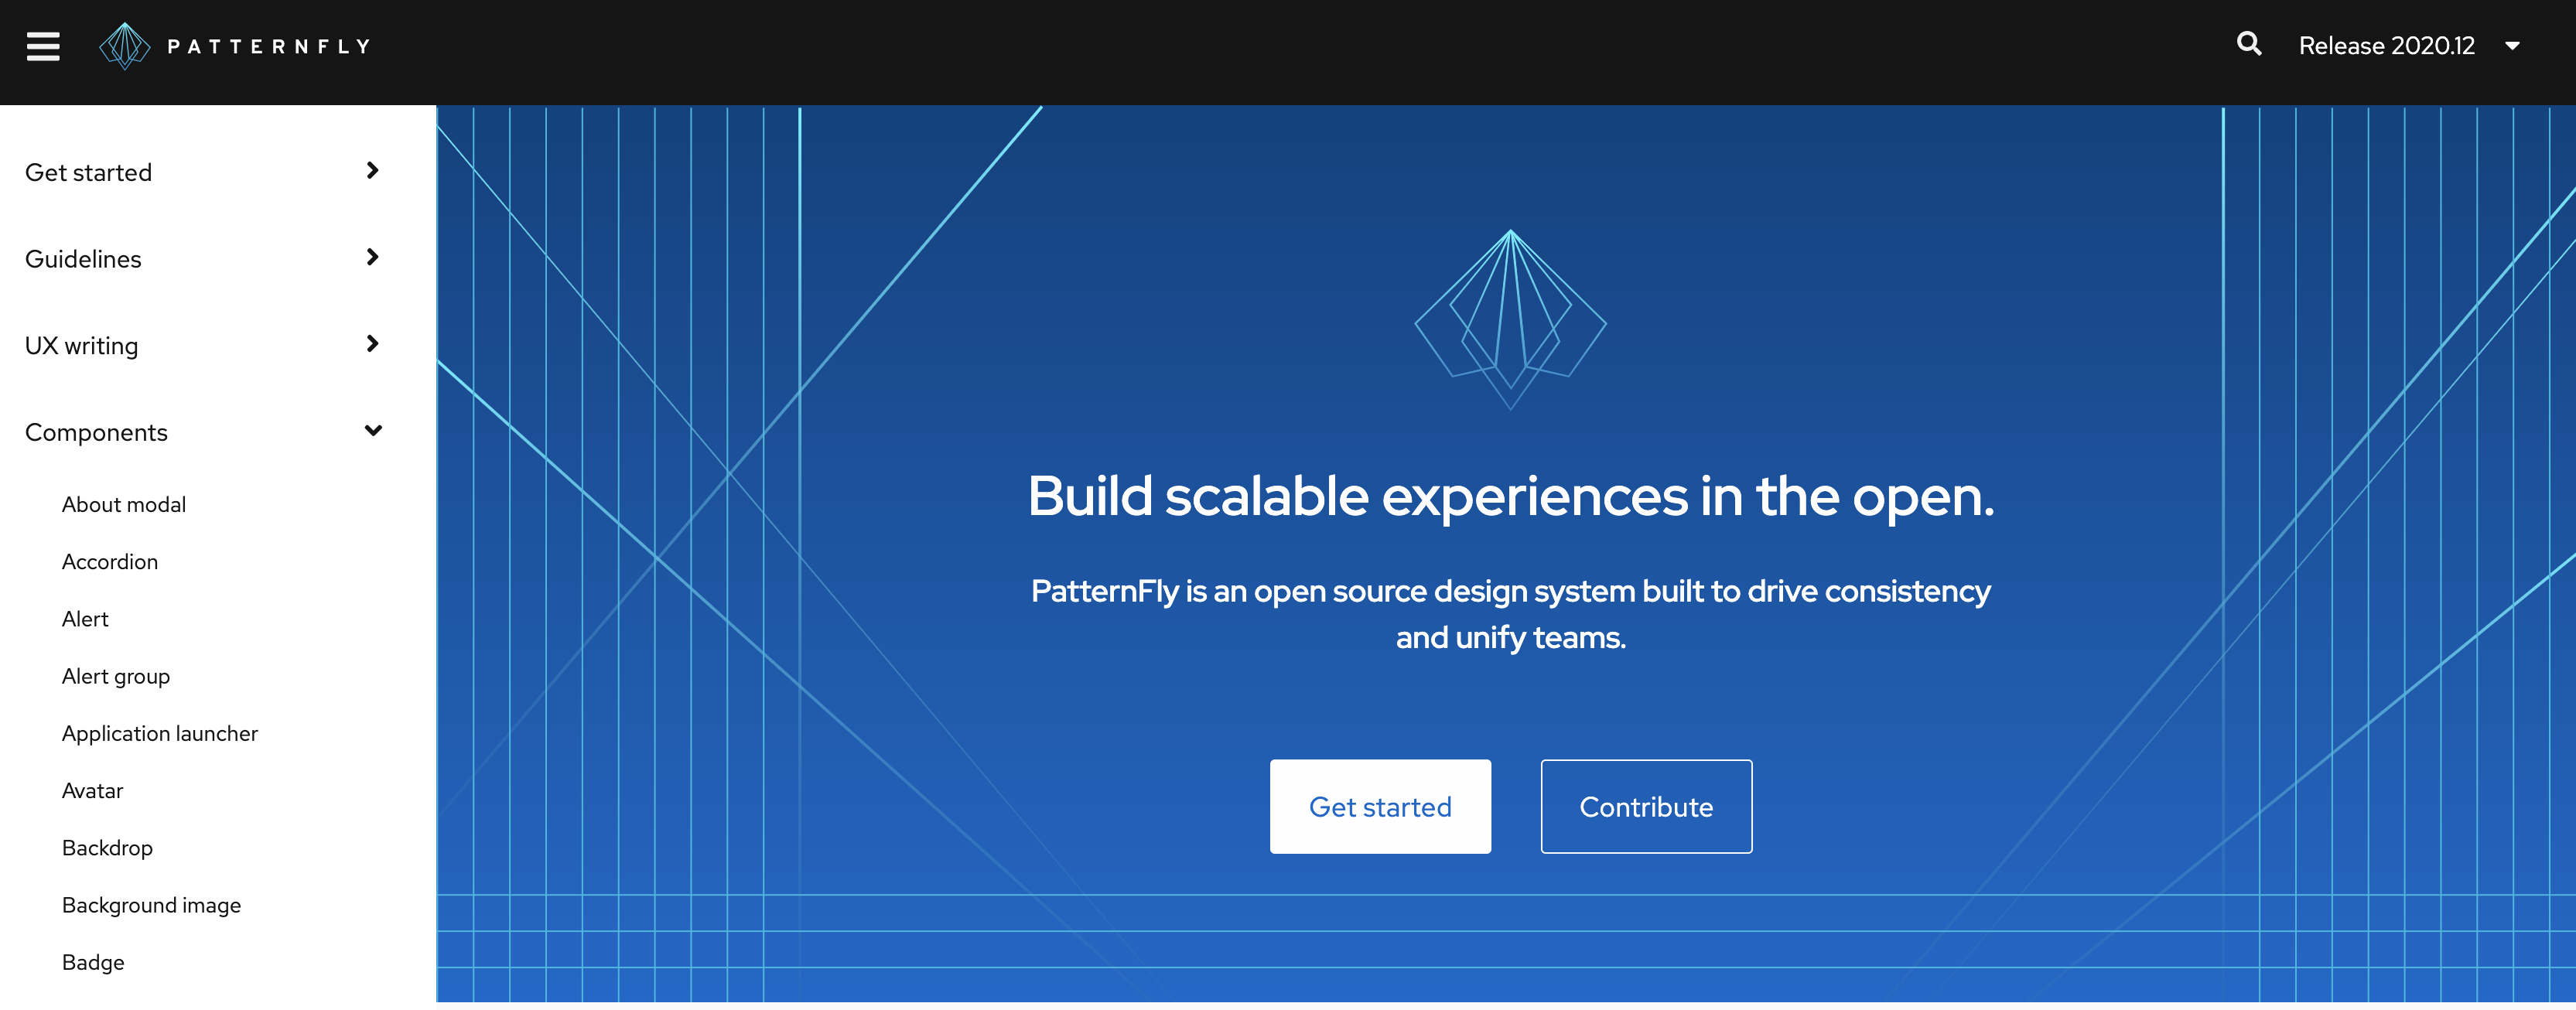 PATTERNFLY
Release 2020.12
Get started
Guidelines
UX writing
Components
About modal
Accordion
Alert
Alert group
Application launcher
Avatar
Backdrop
Background image
Badge
Build scalable experiences in the open.
PatternFly is an open source design system built to drive consistency
and unify teams.
Get started
Contribute